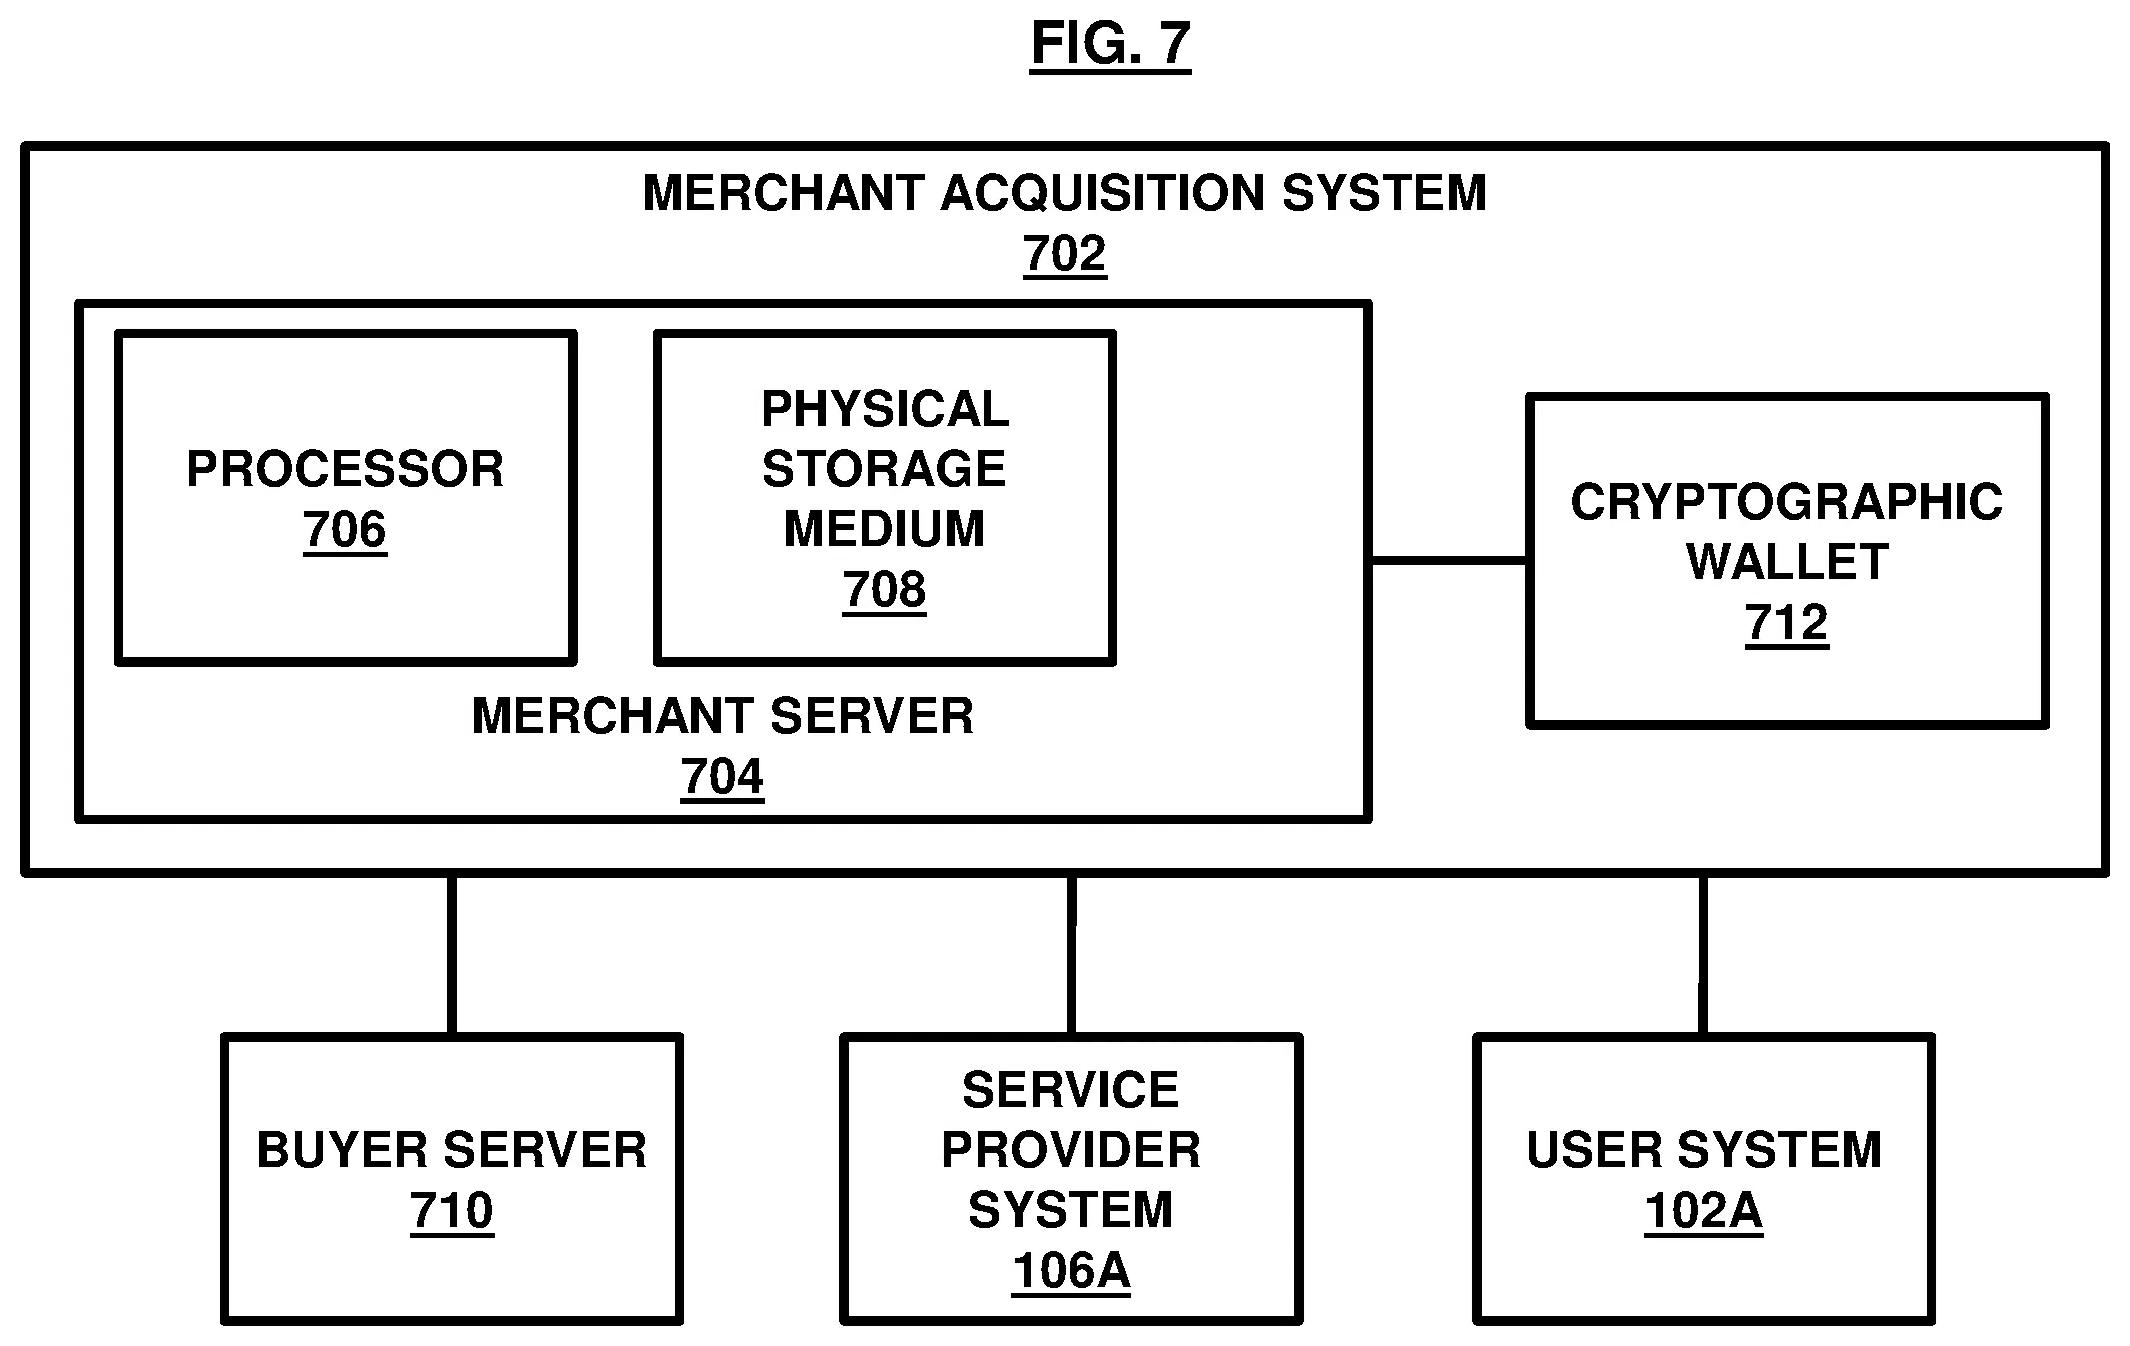 FIG. 7
MERCHANT ACQUISITION SYSTEM
702
PROCESSOR
706
PHYSICAL
STORAGE
MEDIUM
708
MERCHANT SERVER
704
CRYPTOGRAPHIC
WALLET
712
BUYER SERVER
710
SERVICE
PROVIDER
SYSTEM
106A
USER SYSTEM
102A